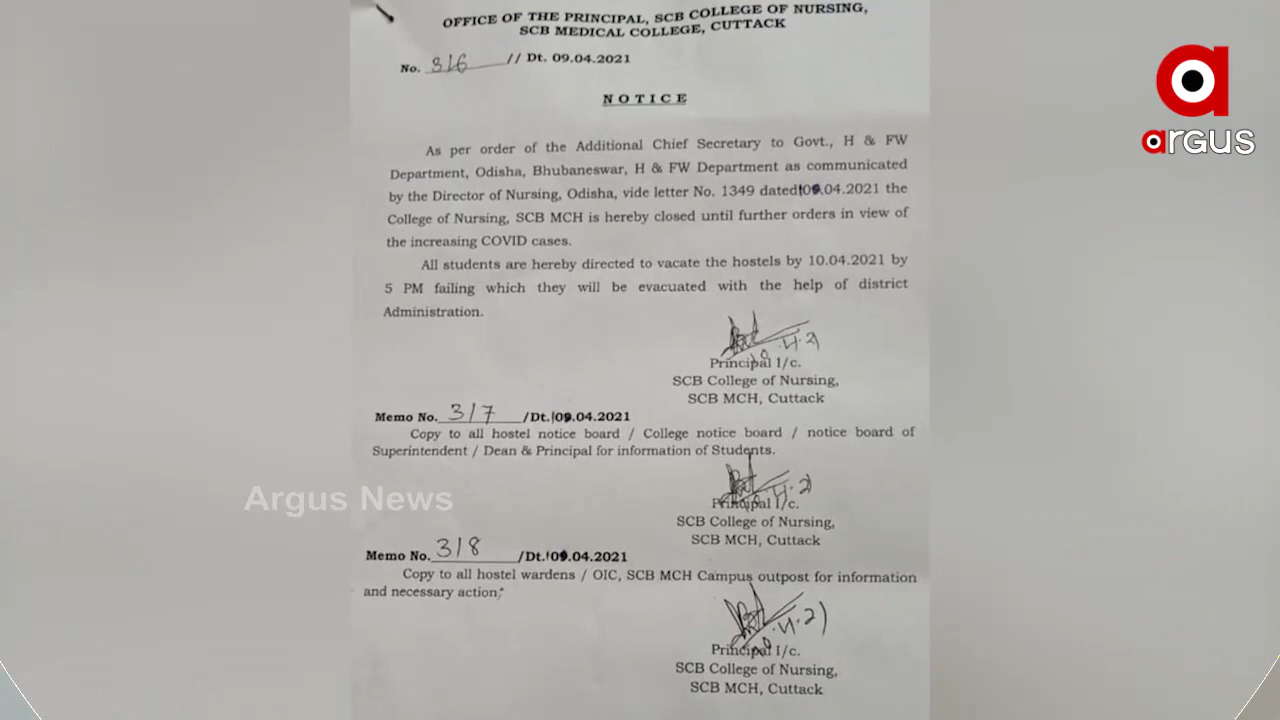 OFFICE OF THE PRINCIPAL, SCB COLLEGE OF NURSING,
SCB MEDICAL COLLEGE, CUTTACK
No. 316 // Dt. 09.04.2021
NOTICE
As per order of the Additional Chief Secretary to Govt., H & FW
Department, Odisha, Bhubaneswar, H & FW Department as communicated
by the Director of Nursing, Odisha, vide letter No. 1349 dated 09.04.2021 the
College of Nursing, SCB MCH is hereby closed until further orders in view of
the increasing COVID cases.
All students are hereby directed to vacate the hostels by 10.04.2021 by
5 PM failing which they will be evacuated with the help of district
Administration.
Principal I/c.
SCB College of Nursing,
SCB MCH, Cuttack
Memo No. 317 /Dt. 09.04.2021
Copy to all hostel notice board / College notice board / notice board of
Superintendent / Dean & Principal for information of Students.
Principal I/c.
SCB College of Nursing,
SCB MCH, Cuttack
Memo No. 318 /Dt. 09.04.2021
Copy to all hostel wardens / OIC, SCB MCH Campus outpost for information
and necessary action,
Principal I/c.
SCB College of Nursing,
SCB MCH, Cuttack
argus
Argus News